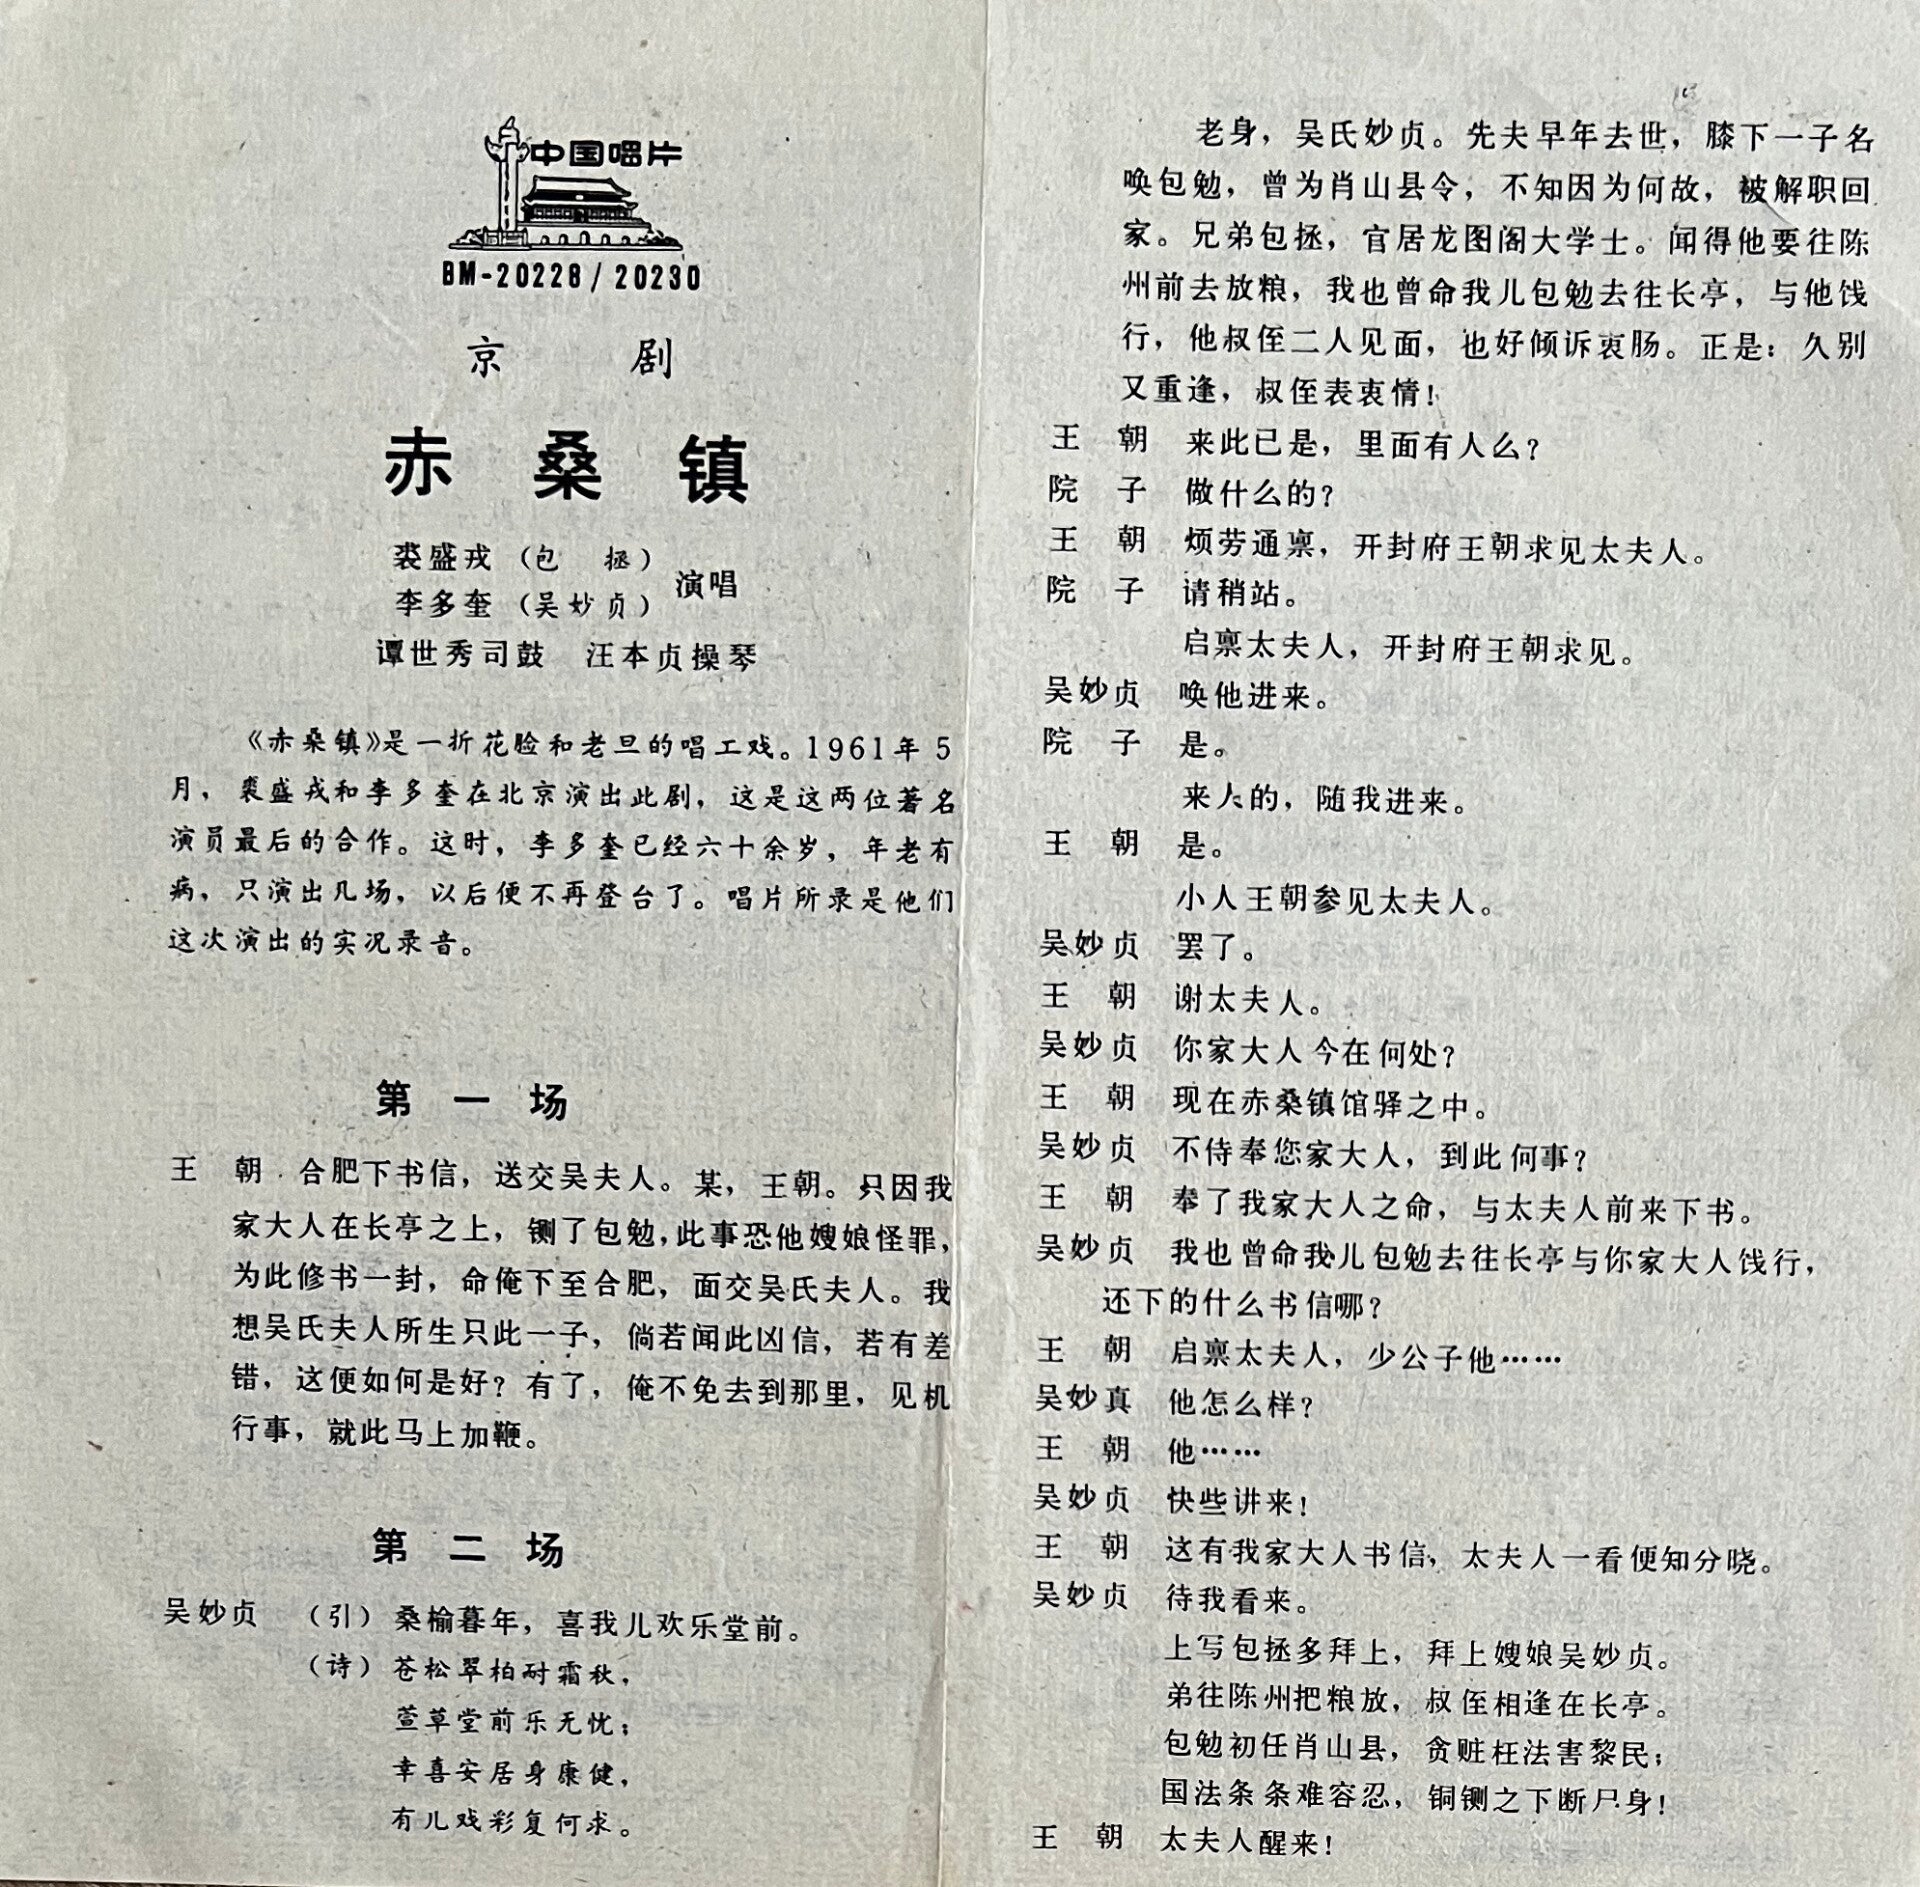 中国唱片
BM-20228/20230
京 剧
赤 桑 镇
裘盛戎（包 拯）
演唱
李多奎（吴妙贞）
谭世秀司鼓 汪本贞操琴
《赤桑镇》是一折花脸和老旦的唱工戏。1961年5
月，裘盛戎和李多奎在北京演出此剧，这是这两位著名
演员最后的合作。这时，李多奎已经六十余岁，年老有
病，只演出几场，以后便不再登台了。唱片所录是他们
这次演出的实况录音。
第 一 场
王 朝 合肥下书信，送交吴夫人。某，王朝。只因我
家大人在长亭之上，铡了包勉，此事恐他嫂娘怪罪，
为此修书一封，命俺下至合肥，面交吴氏夫人。我
想吴氏夫人所生只此一子，倘若闻此凶信，若有差
错，这便如何是好？有了，俺不免去到那里，见机
行事，就此马上加鞭。
第 二 场
吴妙贞 （引）桑榆暮年，喜我儿欢乐堂前。
（诗）苍松翠柏耐霜秋，
萱草堂前乐无忧；
幸喜安居身康健，
有儿戏彩复何求。
老身，吴氏妙贞。先夫早年去世，膝下一子名
唤包勉，曾为肖山县令，不知因为何故，被解职回
家。兄弟包拯，官居龙图阁大学士。闻得他要往陈
州前去放粮，我也曾命我儿包勉去往长亭，与他饯
行，他叔侄二人见面，也好倾诉衷肠。正是：久别
又重逢，叔侄表衷情！
王 朝 来此已是，里面有人么？
院 子 做什么的？
王 朝 烦劳通禀，开封府王朝求见太夫人。
院 子 请稍站。
启禀太夫人，开封府王朝求见。
吴妙贞 唤他进来。
院 子 是。
来人的，随我进来。
王 朝 是。
小人王朝参见太夫人。
吴妙贞 罢了。
王 朝 谢太夫人。
吴妙贞 你家大人今在何处？
王 朝 现在赤桑镇馆驿之中。
吴妙贞 不侍奉您家大人，到此何事？
王 朝 奉了我家大人之命，与太夫人前来下书。
吴妙贞 我也曾命我儿包勉去往长亭与你家大人饯行，
还下的什么书信哪？
王 朝 启禀太夫人，少公子他……
吴妙真 他怎么样？
王 朝 他……
吴妙贞 快些讲来！
王 朝 这有我家大人书信，太夫人一看便知分晓。
吴妙贞 待我看来。
上写包拯多拜上，拜上嫂娘吴妙贞。
弟往陈州把粮放，叔侄相逢在长亭。
包勉初任肖山县，贪赃枉法害黎民；
国法条条难容忍，铜铡之下断尸身！
王 朝 太夫人醒来！